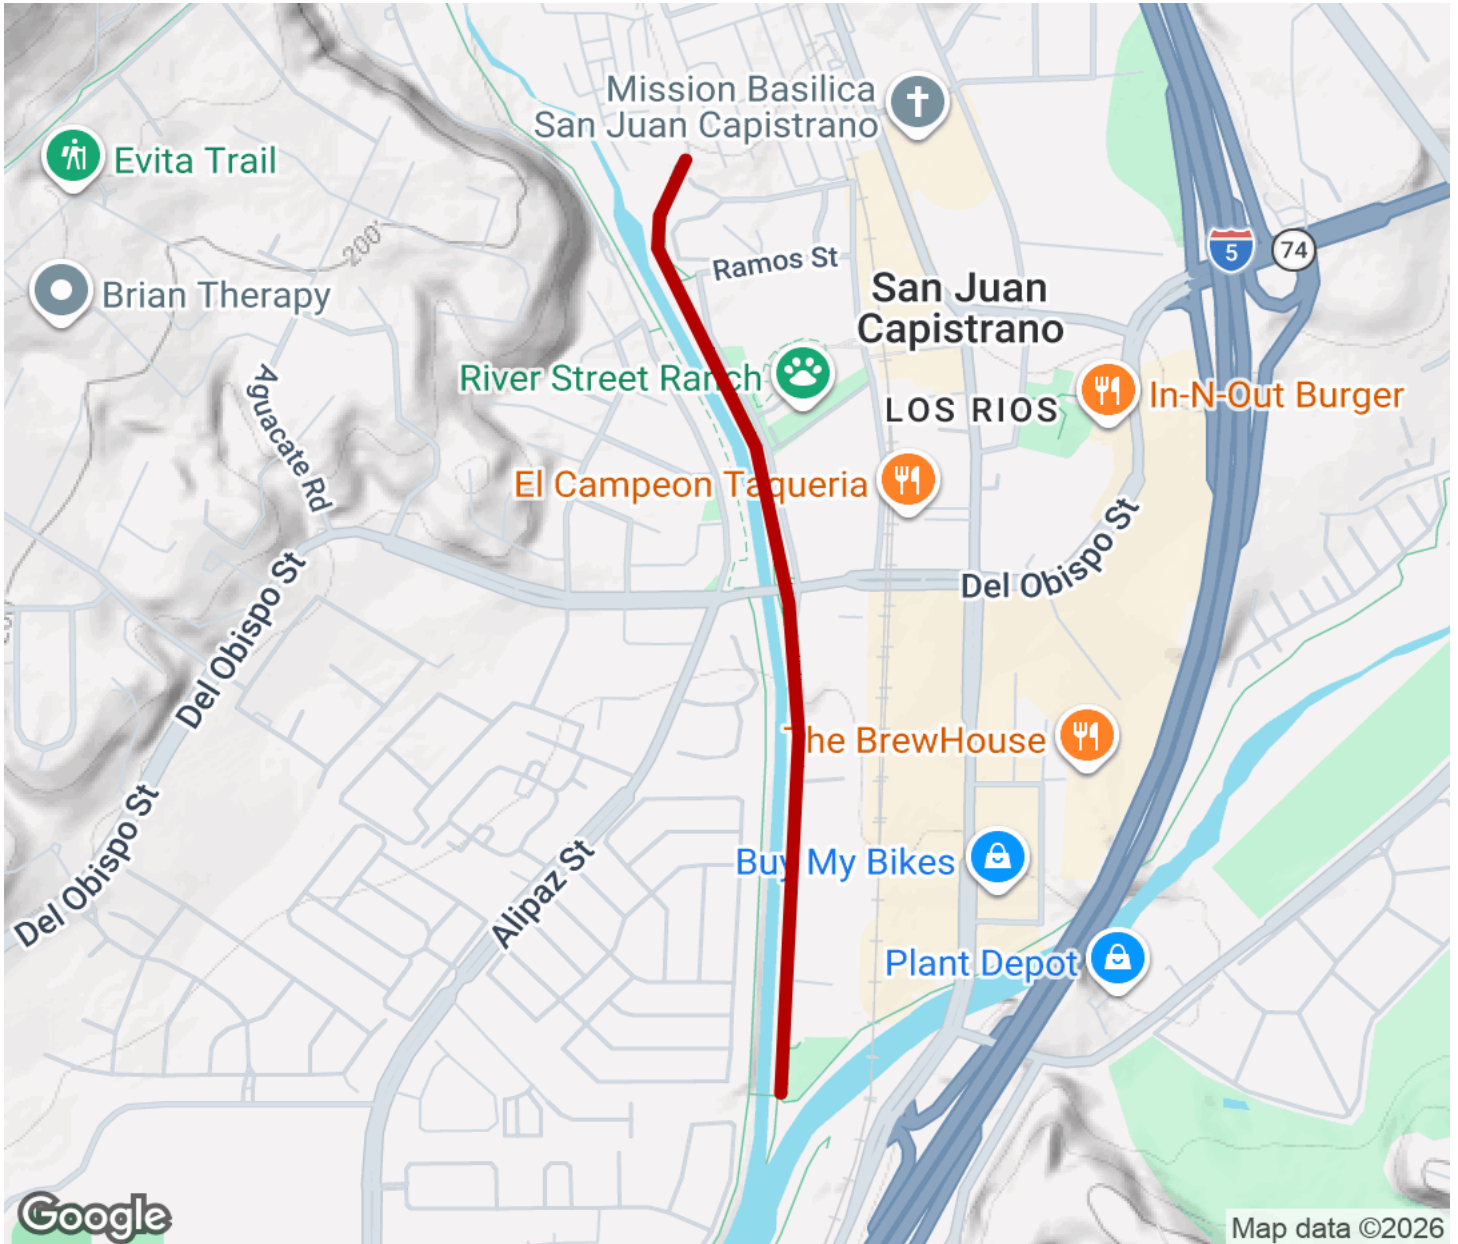 Mission Basilica
San Juan Capistrano
Evita Trail
200'
Ramos St
5
74
Brian Therapy
San Juan
Capistrano
River Street Ranch
In-N-Out Burger
LOS RIOS
Aguacate Rd
El Campeon Taqueria
Del Obispo St
Del Obispo St
The BrewHouse
Del Obispo St
Alipaz St
Buy My Bikes
Plant Depot
Google
Map data ©2026